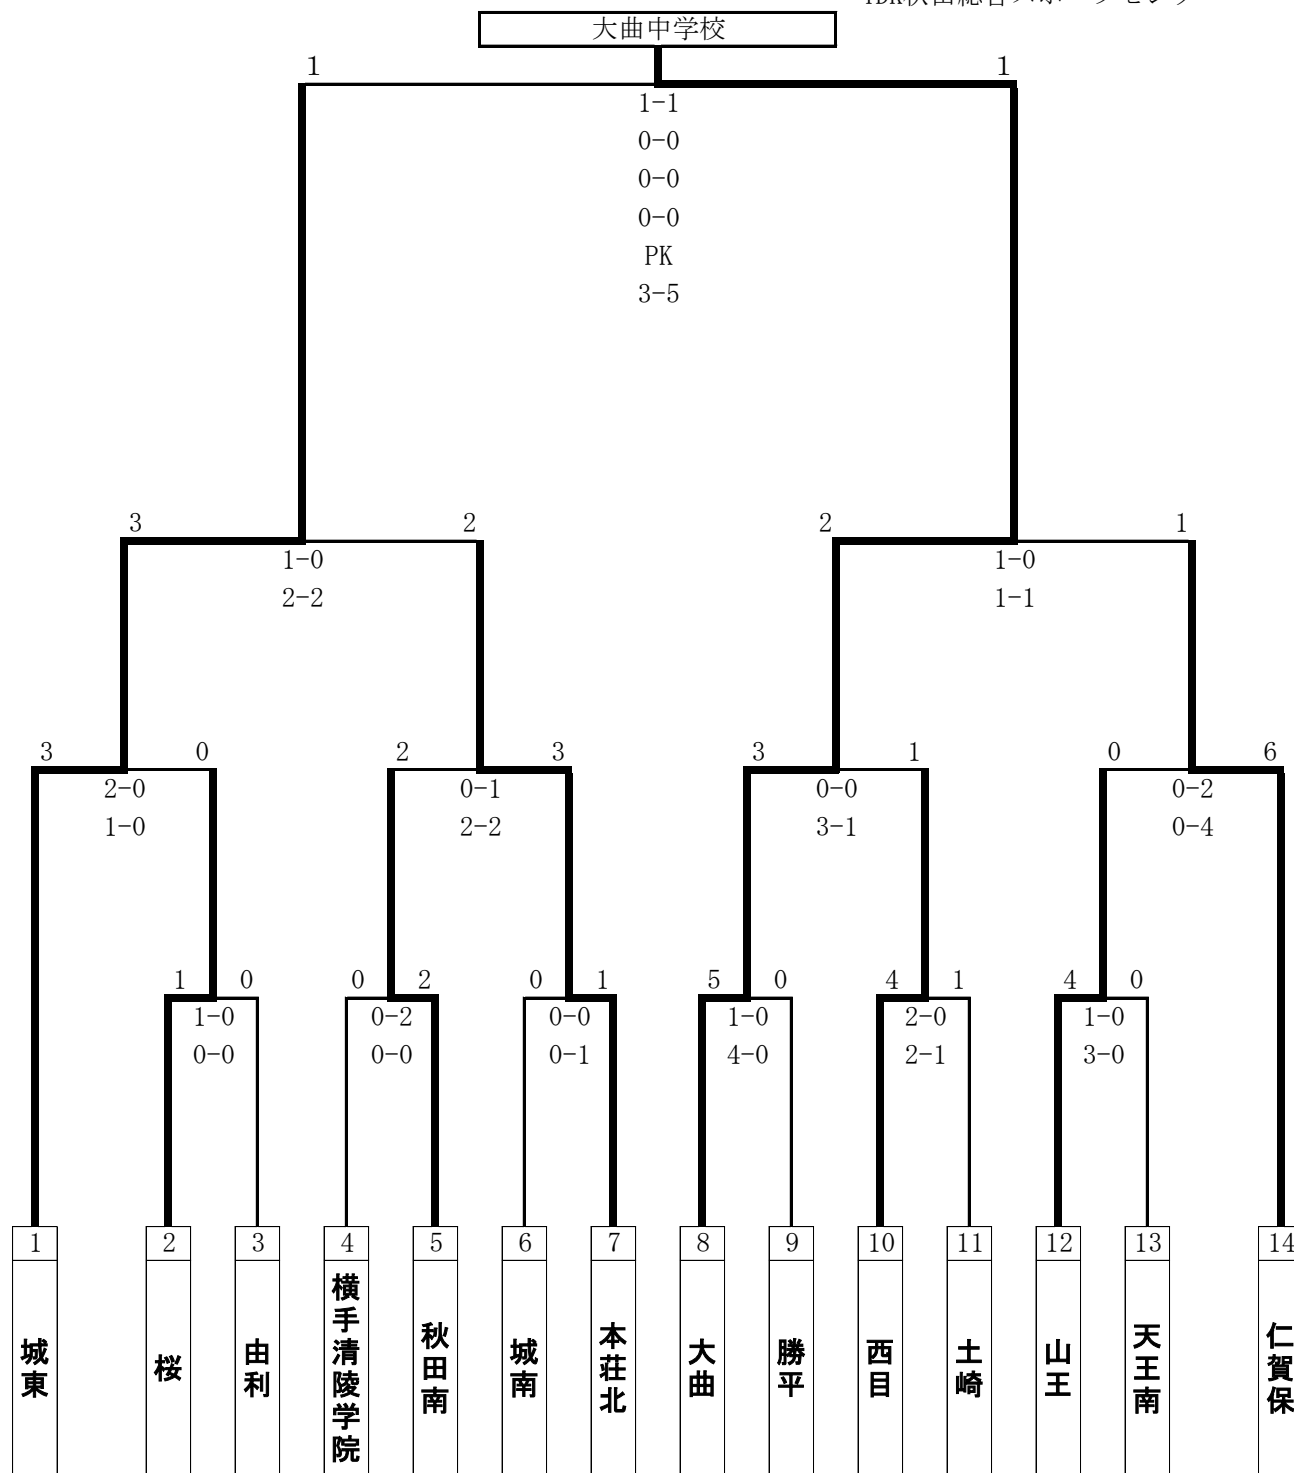 大曲中学校
1 1
1-1
0-0
0-0
0-0
PK
3-5
3 2 2 1
1-0 1-0
2-2 1-1
3 0 2 3 3 1 0 6
2-0 0-1 0-0 0-2
1-0 2-2 3-1 0-4
1 0 0 2 0 1 5 0 4 1 4 0
1-0 0-2 0-0 1-0 2-0 1-0
0-0 0-0 0-1 4-0 2-1 3-0
1 2 3 4 5 6 7 8 9 10 11 12 13 14
城東
桜
由利
横手清陵学院
秋田南
城南
本荘北
大曲
勝平
西目
土崎
山王
天王南
仁賀保